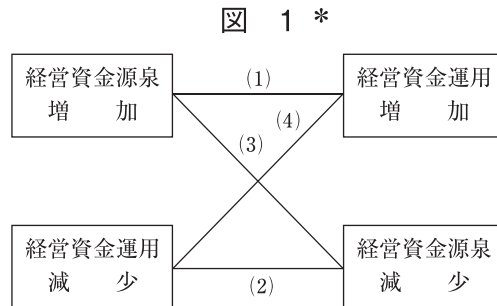 図 1 *
経営資金源泉
増 加
(1)
経営資金運用
増 加
(4)
(3)
経営資金運用
減 少
(2)
経営資金源泉
減 少